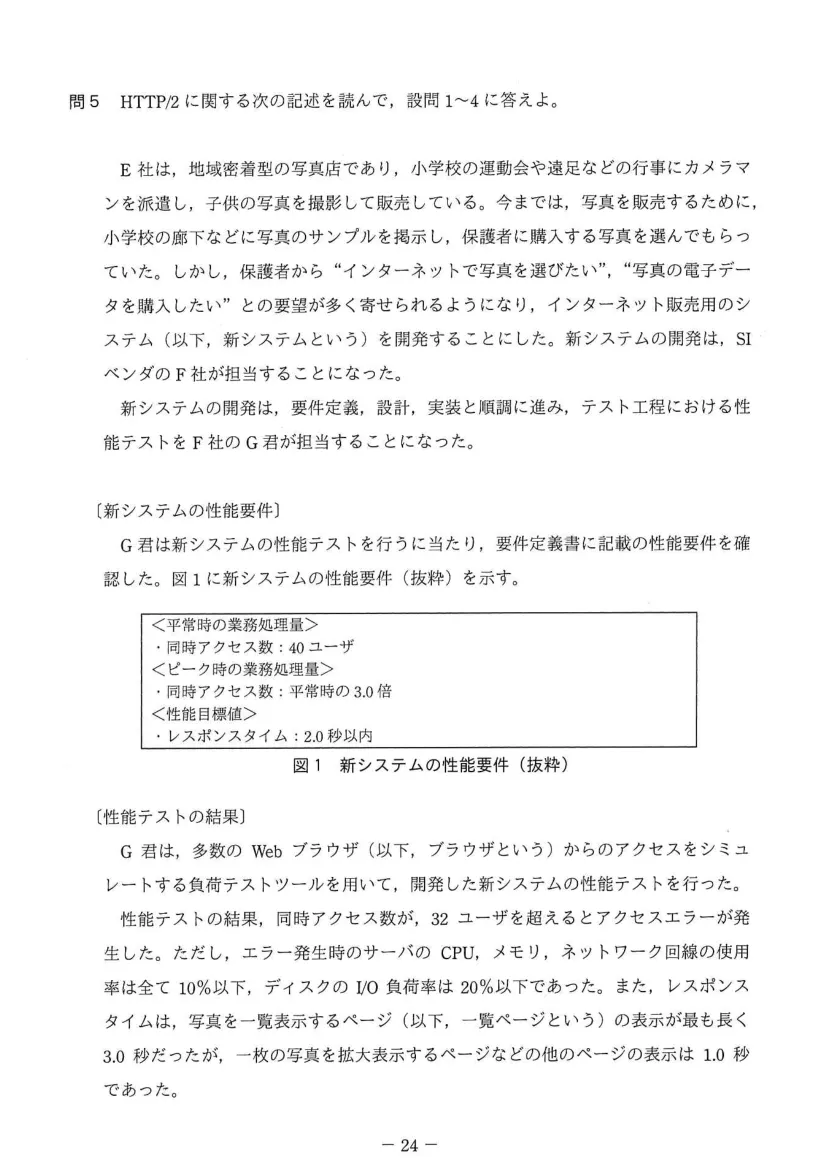 問5 HTTP/2 に関する次の記述を読んで，設問 1～4 に答えよ。
E 社は，地域密着型の写真店であり，小学校の運動会や遠足などの行事にカメラマ
ンを派遣し，子供の写真を撮影して販売している。今までは，写真を販売するために，
小学校の廊下などに写真のサンプルを掲示し，保護者に購入する写真を選んでもらっ
ていた。しかし，保護者から“インターネットで写真を選びたい”，“写真の電子デー
タを購入したい”との要望が多く寄せられるようになり，インターネット販売用のシ
ステム（以下，新システムという）を開発することにした。新システムの開発は，SI
ベンダの F 社が担当することになった。
新システムの開発は，要件定義，設計，実装と順調に進み，テスト工程における性
能テストを F 社の G 君が担当することになった。
〔新システムの性能要件〕
G 君は新システムの性能テストを行うに当たり，要件定義書に記載の性能要件を確
認した。図 1 に新システムの性能要件（抜粋）を示す。
＜平常時の業務処理量＞
・同時アクセス数：40 ユーザ
＜ピーク時の業務処理量＞
・同時アクセス数：平常時の 3.0 倍
＜性能目標値＞
・レスポンスタイム：2.0 秒以内
図 1 新システムの性能要件（抜粋）
〔性能テストの結果〕
G 君は，多数の Web ブラウザ（以下，ブラウザという）からのアクセスをシミュ
レートする負荷テストツールを用いて，開発した新システムの性能テストを行った。
性能テストの結果，同時アクセス数が，32 ユーザを超えるとアクセスエラーが発
生した。ただし，エラー発生時のサーバの CPU，メモリ，ネットワーク回線の使用
率は全て 10％以下，ディスクの I/O 負荷率は 20％以下であった。また，レスポンス
タイムは，写真を一覧表示するページ（以下，一覧ページという）の表示が最も長く
3.0 秒だったが，一枚の写真を拡大表示するページなどの他のページの表示は 1.0 秒
であった。
－ 24 －